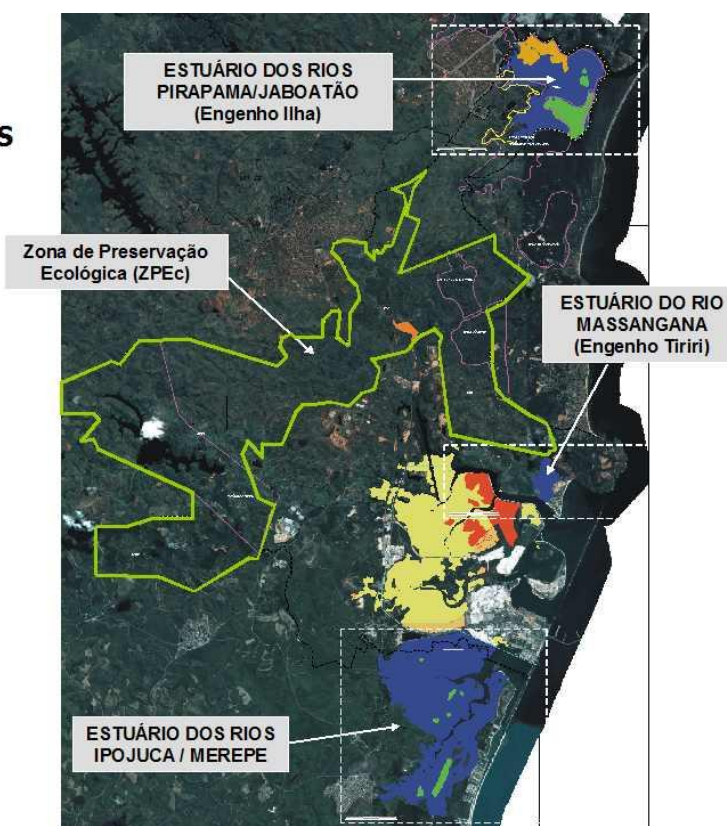 ESTUÁRIO DOS RIOS
PIRAPAMA/JABOATÃO
(Engenho Ilha)
S
Zona de Preservação
Ecológica (ZPEc)
ESTUÁRIO DO RIO
MASSANGANA
(Engenho Tiriri)
ESTUÁRIO DOS RIOS
IPOJUCA / MEREPE